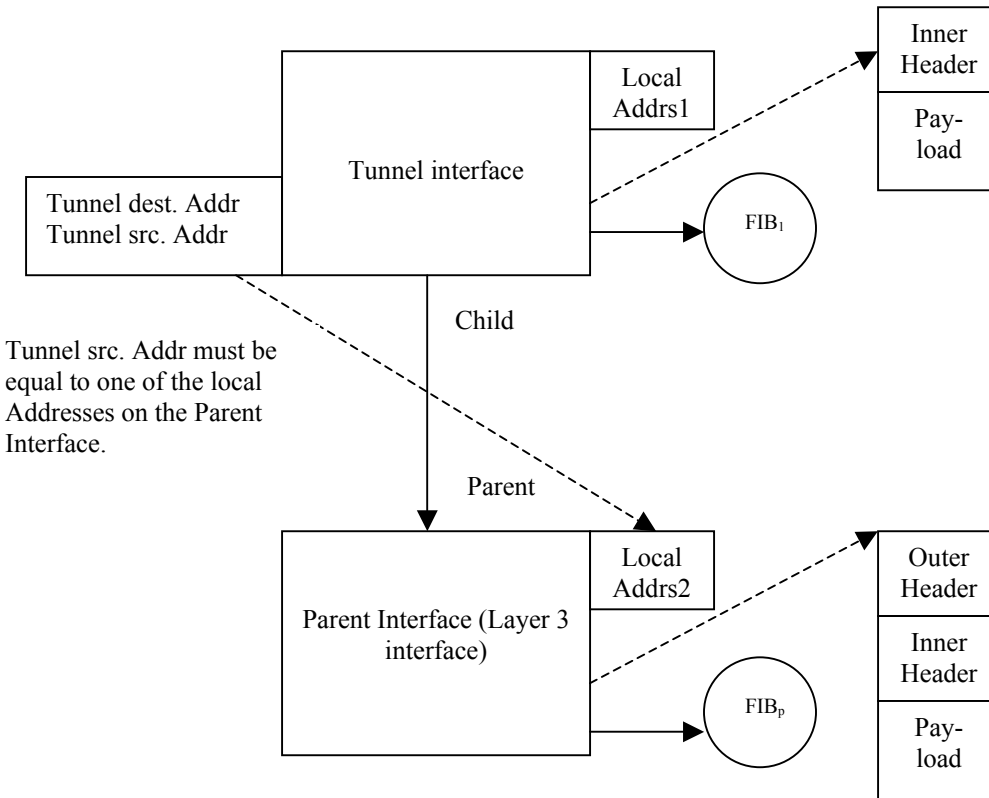 Inner
Header
Pay-
load
Local
Addrs1
Tunnel interface
Tunnel dest. Addr
Tunnel src. Addr
FIB1
Child
Tunnel src. Addr must be
equal to one of the local
Addresses on the Parent
Interface.
Parent
Local
Addrs2
Parent Interface (Layer 3
interface)
Outer
Header
Inner
Header
Pay-
load
FIBp